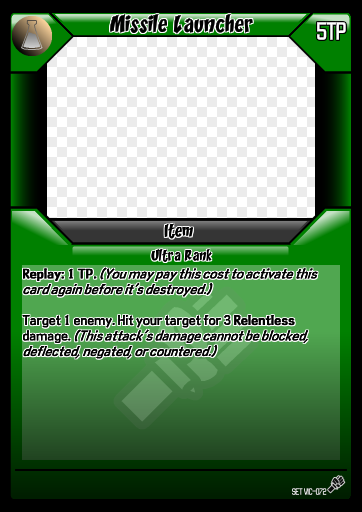 Missile Launcher
5TP
Item
Ultra Rank
Replay: 1 TP. (You may pay this cost to activate this
card again before it's destroyed.)
Target 1 enemy. Hit your target for 3 Relentless
damage. (This attack's damage cannot be blocked,
deflected, negated, or countered.)
SET VIC-072